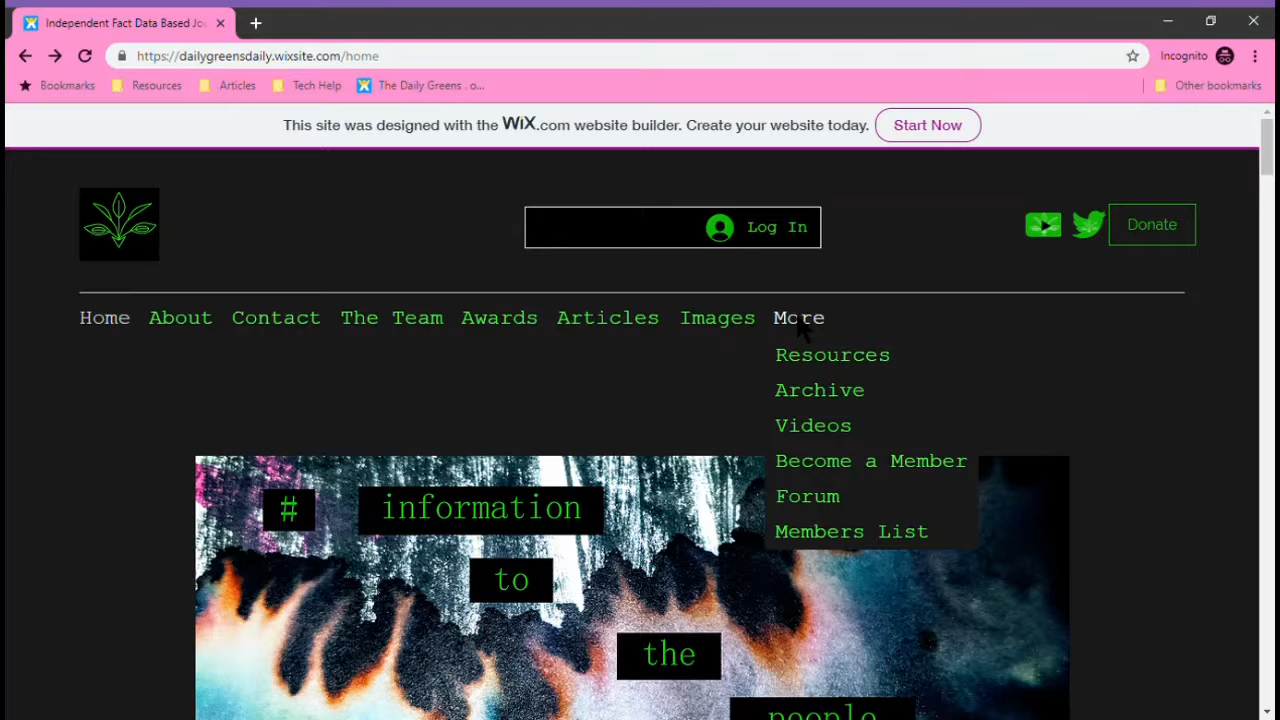 Independent Fact Data Based Jou
https://dailygreensdaily.wixsite.com/home
Incognito
Bookmarks Resources Articles Tech Help The Daily Greens . o... Other bookmarks
This site was designed with the WiX.com website builder. Create your website today. Start Now
Log In
Donate
Home About Contact The Team Awards Articles Images More
Resources
Archive
Videos
Become a Member
Forum
Members List
# information
to
the
people